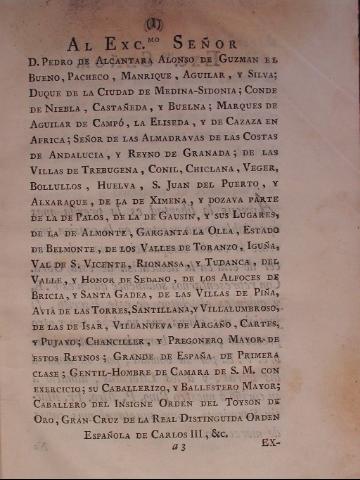 (I)
AL EXC.MO SEÑOR
D. PEDRO DE ALCANTARA ALONSO DE GUZMAN EL
BUENO, PACHECO, MANRIQUE, AGUILAR, Y SILVA;
DUQUE DE LA CIUDAD DE MEDINA-SIDONIA; CONDE
DE NIEBLA, CASTAÑEDA, Y BUELNA; MARQUES DE
AGUILAR DE CAMPÓ, LA ELISEDA, Y DE CAZAZA EN
AFRICA; SEÑOR DE LAS ALMADRAVAS DE LAS COSTAS
DE ANDALUCIA, Y REYNO DE GRANADA; DE LAS
VILLAS DE TREBUGENA, CONIL, CHICLANA, VEGER,
BOLLULLOS, HUELVA, S. JUAN DEL PUERTO, Y
ALXARAQUE, DE LA DE XIMENA, Y DOZAVA PARTE
DE LA DE PALOS, DE LA DE GAUSIN, Y SUS LUGARES,
DE LA DE ALMONTE, GARGANTA LA OLLA, ESTADO
DE BELMONTE, DE LOS VALLES DE TORANZO, IGUÑA,
VAL DE S. VICENTE, RIONANSA, Y TUDANCA, DEL
VALLE, Y HONOR DE SEDANO, DE LOS ALFOCES DE
BRICIA, Y SANTA GADEA, DE LAS VILLAS DE PIÑA,
AVIÁ DE LAS TORRES, SANTILLANA, Y VILLALUMBROSO,
DE LAS DE ISAR, VILLANUEVA DE ARGAÑO, CARTES,
Y PUJAYO; CHANCILLER, Y PREGONERO MAYOR DE
ESTOS REYNOS; GRANDE DE ESPAÑA DE PRIMERA
CLASE; GENTIL-HOMBRE DE CAMARA DE S. M. CON
EXERCICIO; SU CABALLERIZO, Y BALLESTERO MAYOR;
CABALLERO DEL INSIGNE ORDEN DEL TOYSON DE
ORO, GRAN CRUZ DE LA REAL DISTINGUIDA ORDEN
ESPAÑOLA DE CARLOS III, &c.
a 3 EX-